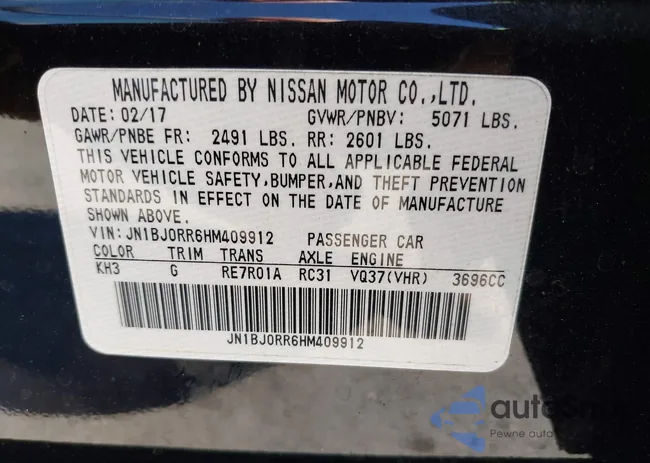 MANUFACTURED BY NISSAN MOTOR CO.,LTD.
DATE: 02/17 GVWR/PNBV: 5071 LBS.
GAWR/PNBE FR: 2491 LBS. RR: 2601 LBS.
THIS VEHICLE CONFORMS TO ALL APPLICABLE FEDERAL
MOTOR VEHICLE SAFETY,BUMPER,AND THEFT PREVENTION
STANDARDS IN EFFECT ON THE DATE OF MANUFACTURE
SHOWN ABOVE.
VIN: JN1BJ0RR6HM409912 PASSENGER CAR
COLOR TRIM TRANS AXLE ENGINE
KH3 G RE7R01A RC31 VQ37(VHR) 3696CC
JN1BJ0RR6HM409912
Pewne auto